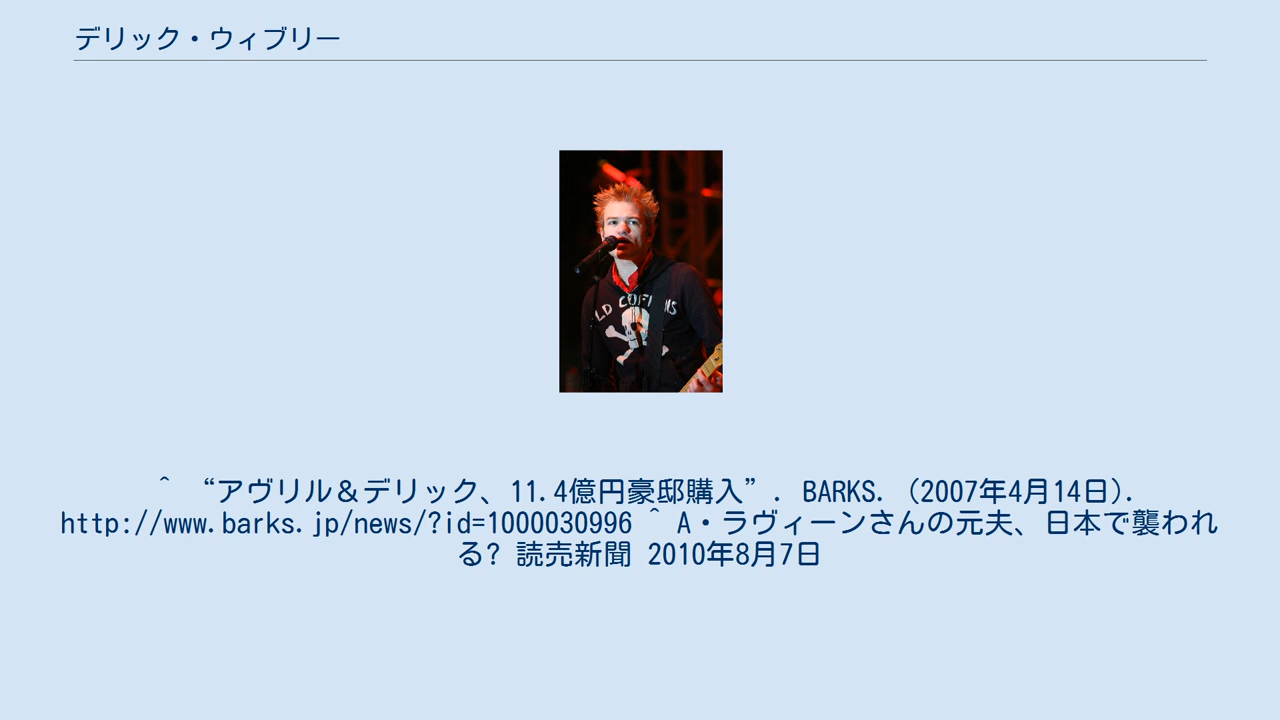 デリック・ウィブリー
LD COFFINS
^ “アヴリル＆デリック、11.4億円豪邸購入”. BARKS. (2007年4月14日).
http://www.barks.jp/news/?id=1000030996 ^ A・ラヴィーンさんの元夫、日本で襲われ
る? 読売新聞 2010年8月7日